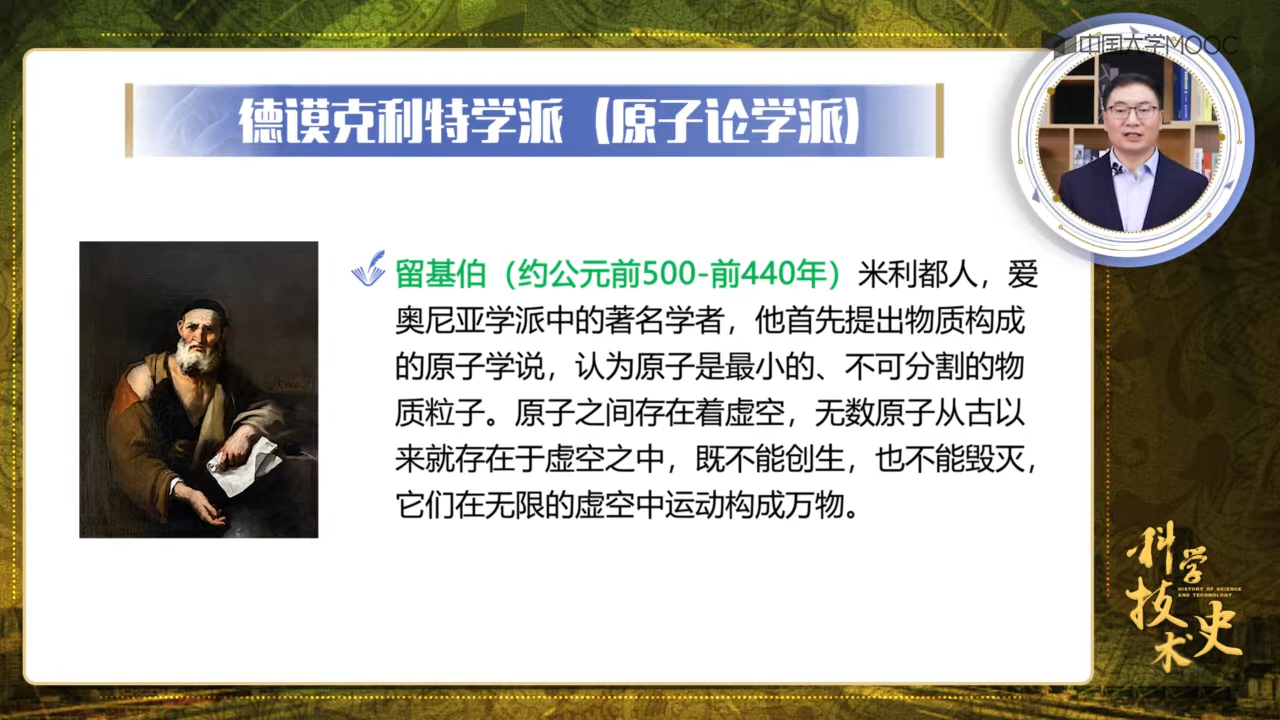 中国大学MOOC
德谟克利特学派（原子论学派）
留基伯（约公元前500-前440年）米利都人，爱
奥尼亚学派中的著名学者，他首先提出物质构成
的原子学说，认为原子是最小的、不可分割的物
质粒子。原子之间存在着虚空，无数原子从古以
来就存在于虚空之中，既不能创生，也不能毁灭，
它们在无限的虚空中运动构成万物。
科学
技术史
HISTORY OF SCIENCE
AND TECHNOLOGY